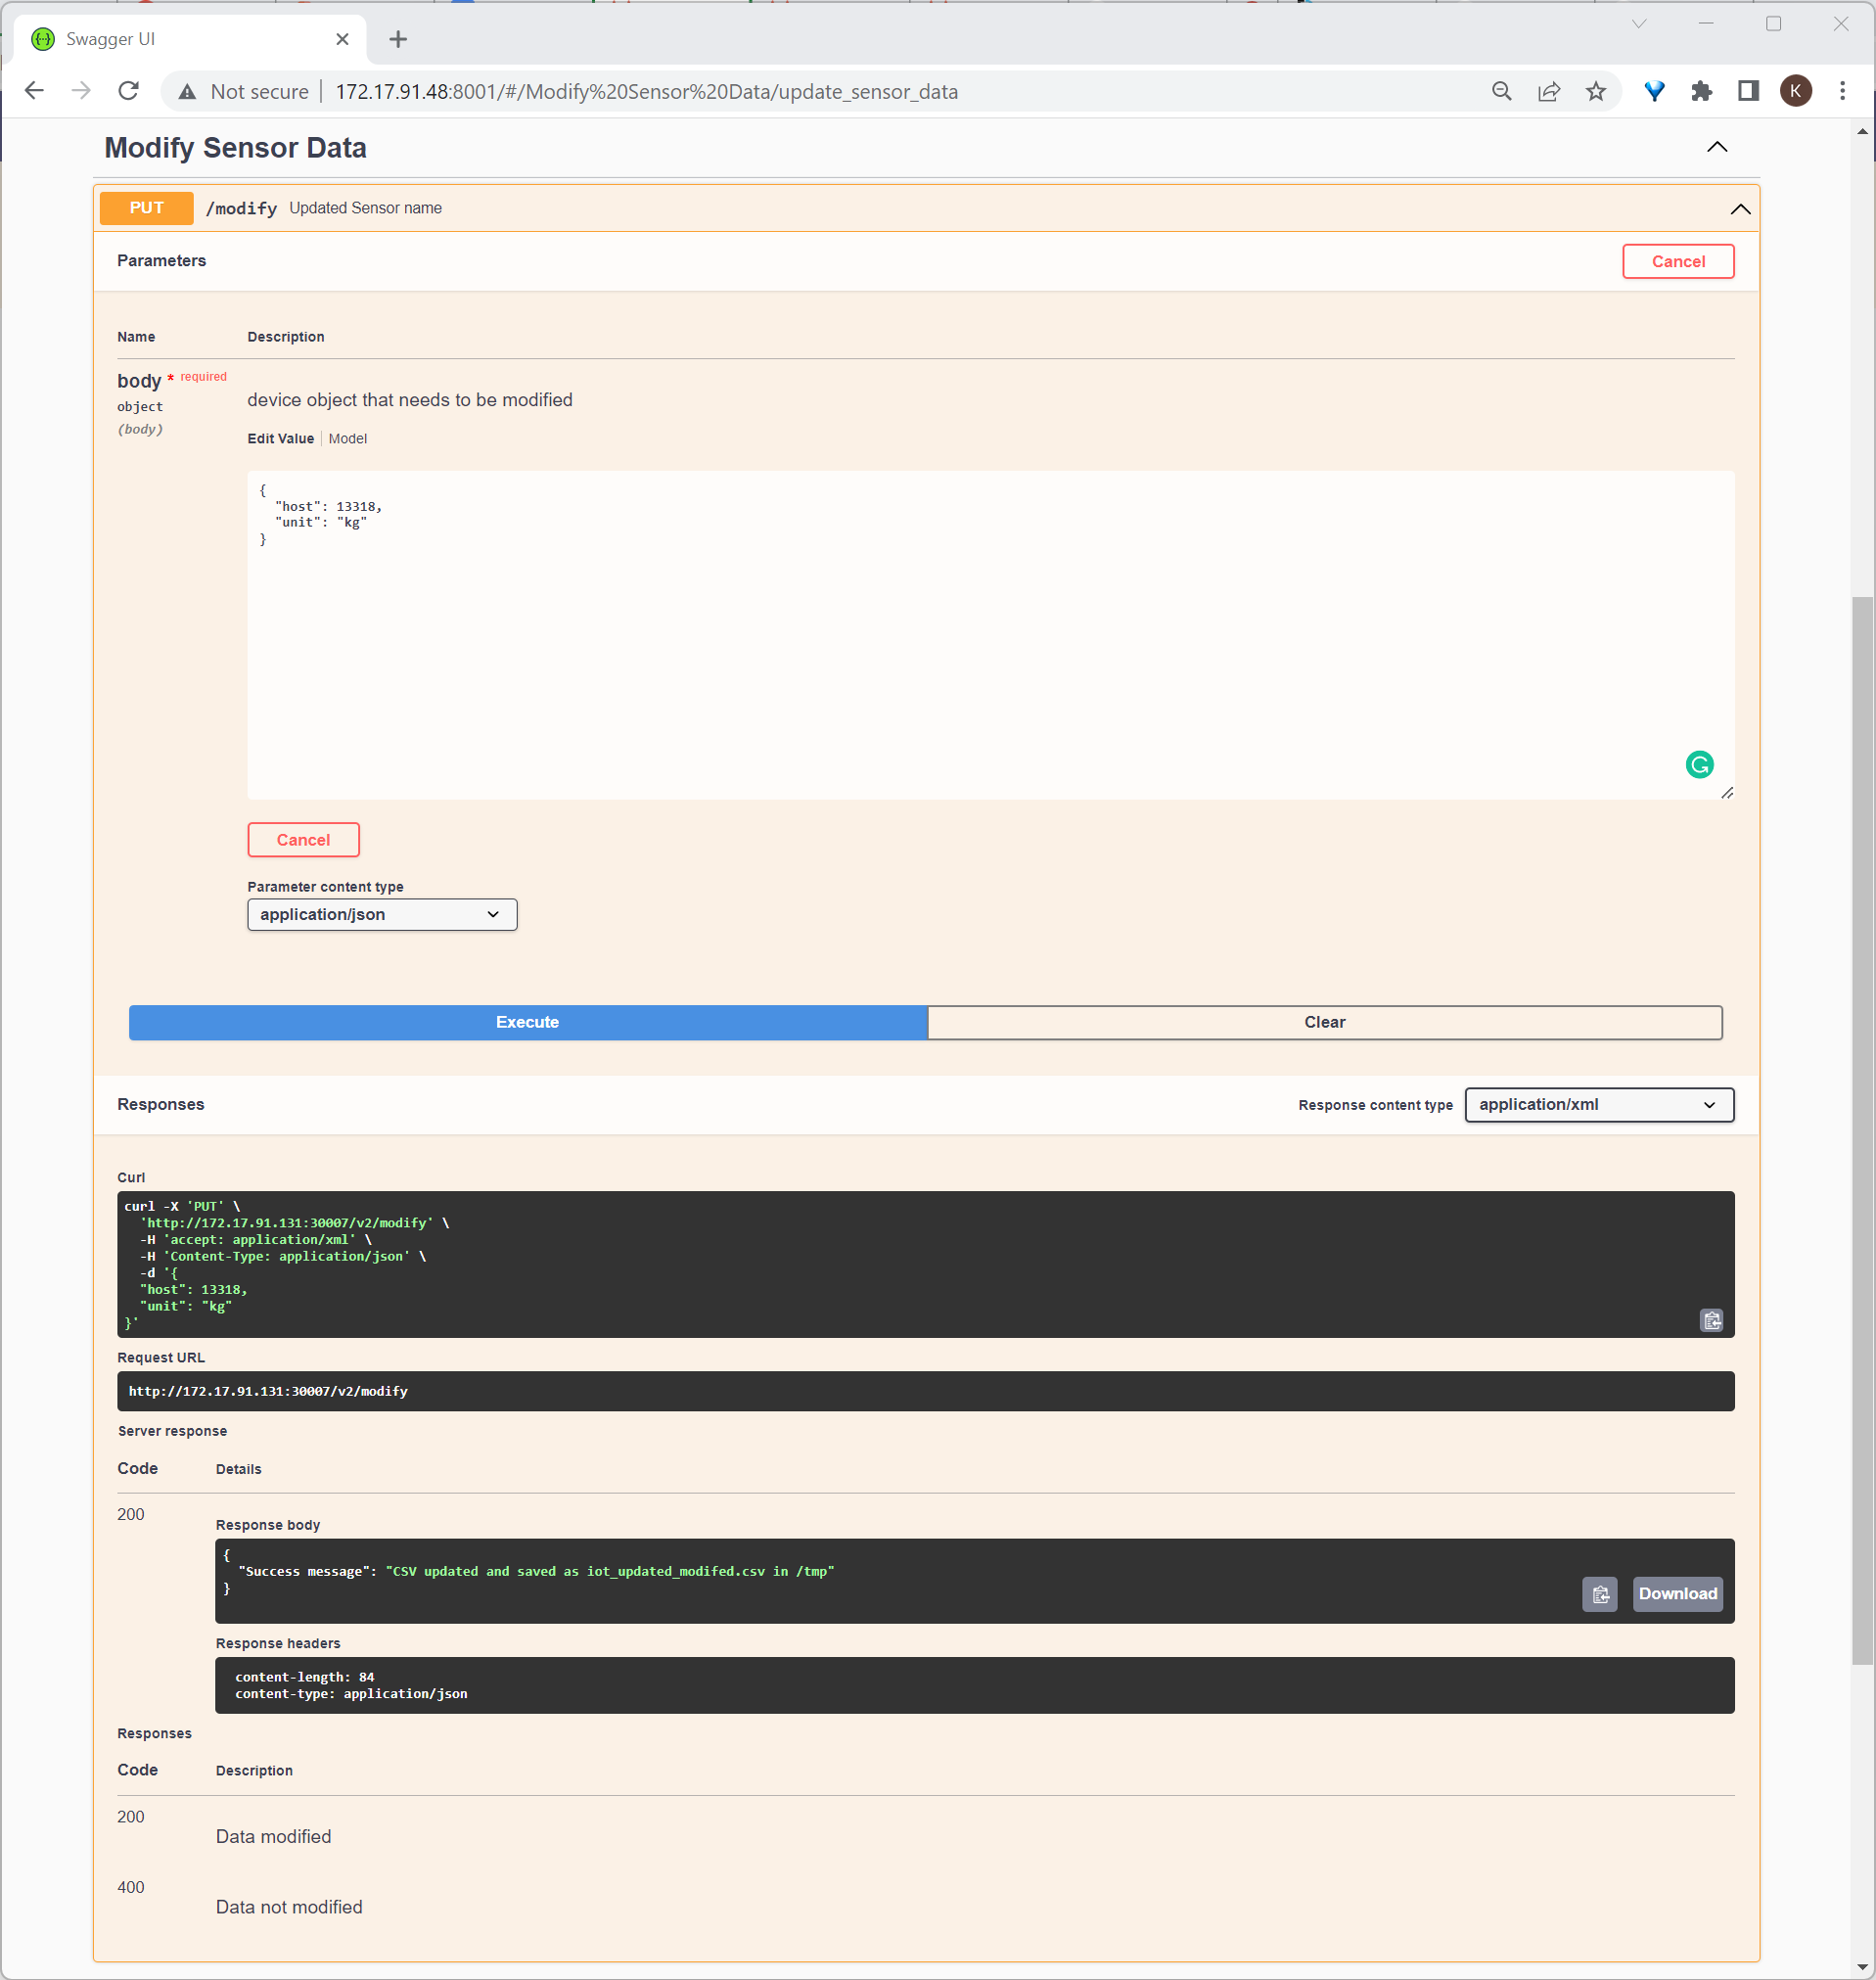 Swagger UI
Not secure
172.17.91.48:8001/#/Modify%20Sensor%20Data/update_sensor_data
K
Modify Sensor Data
PUT /modify Updated Sensor name
Parameters
Cancel
Name Description
body * required
object
(body)
device object that needs to be modified
Edit Value Model
{
"host": 13318,
"unit": "kg"
}
Cancel
Parameter content type
application/json
Execute
Clear
Responses
Response content type application/xml
Curl
curl -X 'PUT' \
'http://172.17.91.131:30007/v2/modify' \
-H 'accept: application/xml' \
-H 'Content-Type: application/json' \
-d '{
"host": 13318,
"unit": "kg"
}'
Request URL
http://172.17.91.131:30007/v2/modify
Server response
Code Details
200
Response body
{
"Success message": "CSV updated and saved as iot_updated_modifed.csv in /tmp"
}
Download
Response headers
content-length: 84
content-type: application/json
Responses
Code Description
200
Data modified
400
Data not modified